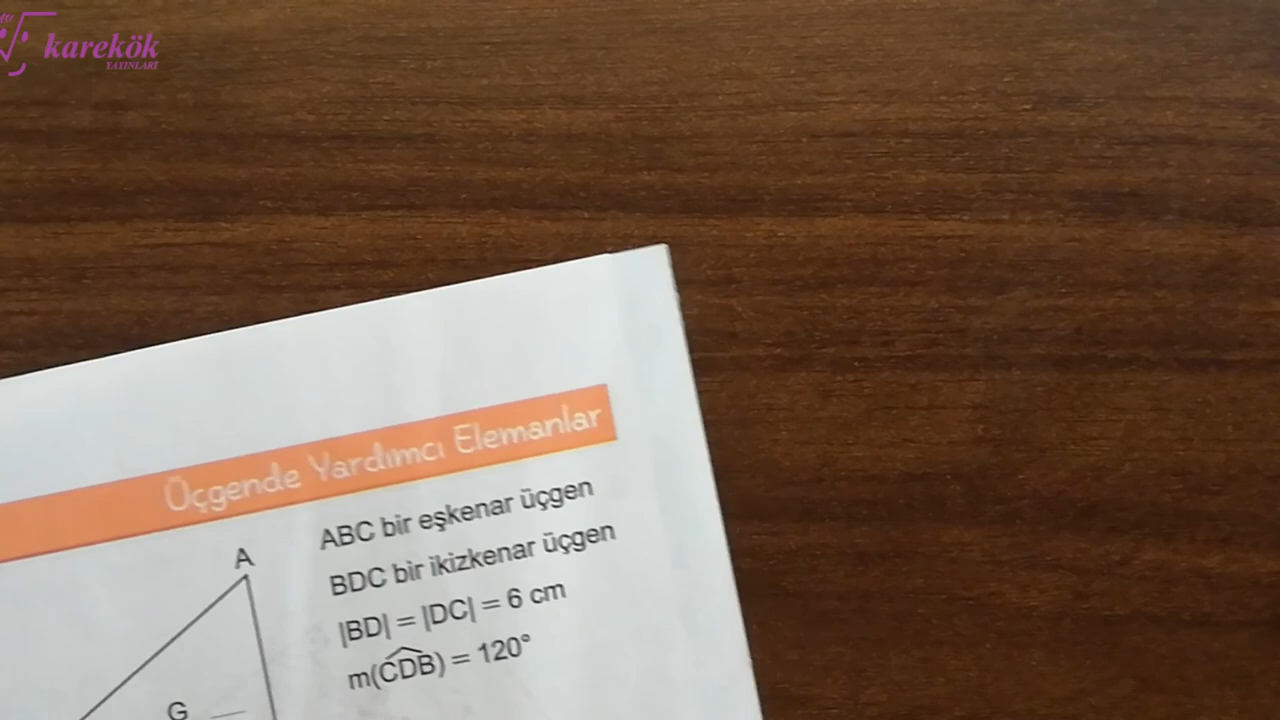 karekök
YAYINLARI
Üçgende Yardımcı Elemanlar
ABC bir eşkenar üçgen
BDC bir ikizkenar üçgen
|BD| = |DC| = 6 cm
m(CDB) = 120°
A
G